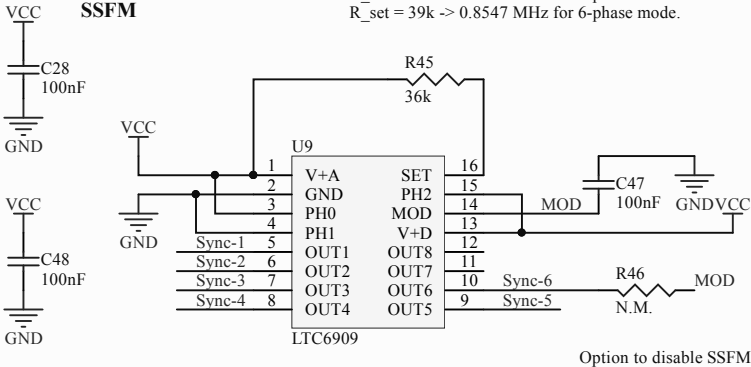 VCC
SSFM
R_set = 39k -> 0.8547 MHz for 6-phase mode.
C28
100nF
GND
R45
36k
VCC
U9
1 V+A SET 16
2 GND PH2 15
3 PH0 MOD 14 MOD
4 PH1 V+D 13
Sync-1 5 OUT1 OUT8 12
Sync-2 6 OUT2 OUT7 11
Sync-3 7 OUT3 OUT6 10 Sync-6
Sync-4 8 OUT4 OUT5 9 Sync-5
LTC6909
GND
C47
100nF
GND
VCC
VCC
C48
100nF
GND
R46
N.M.
MOD
Option to disable SSFM